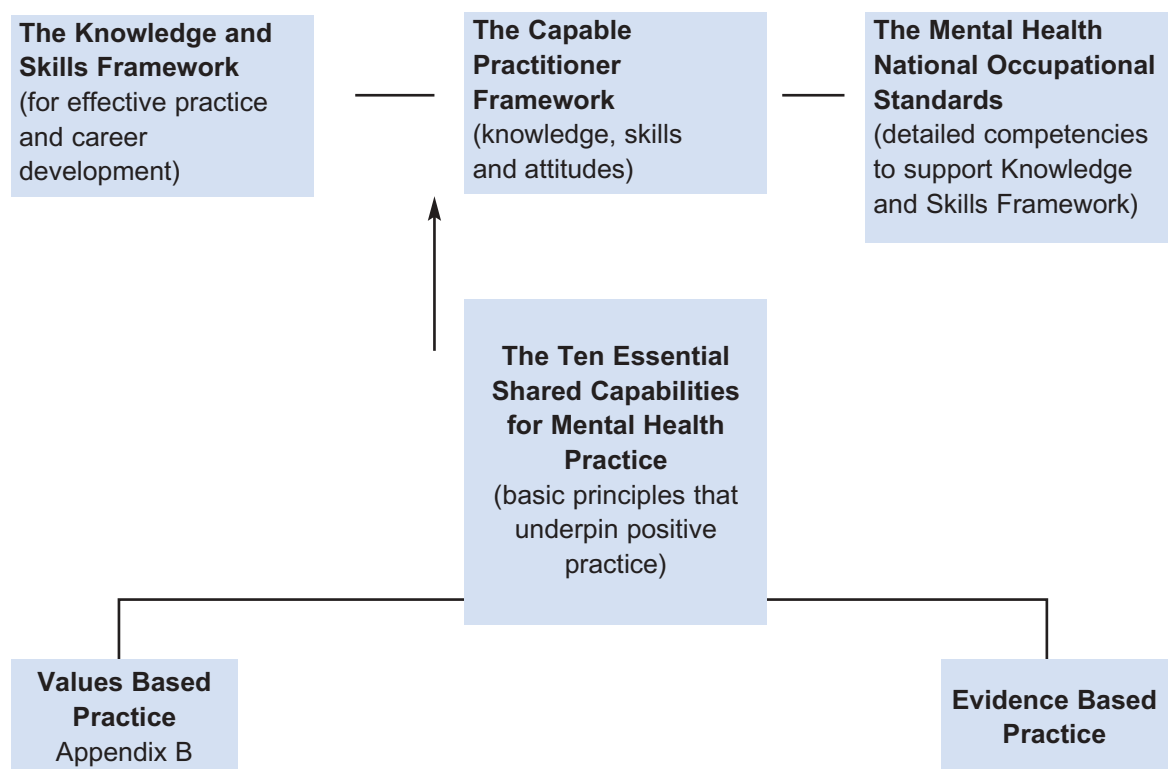 The Knowledge and
Skills Framework
(for effective practice
and career
development)
The Capable
Practitioner
Framework
(knowledge, skills
and attitudes)
The Mental Health
National Occupational
Standards
(detailed competencies
to support Knowledge
and Skills Framework)
The Ten Essential
Shared Capabilities
for Mental Health
Practice
(basic principles that
underpin positive
practice)
Values Based
Practice
Appendix B
Evidence Based
Practice